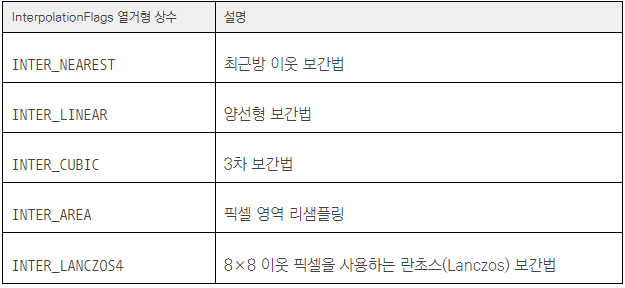 InterpolationFlags 열거형 상수 설명
INTER_NEAREST 최근방 이웃 보간법
INTER_LINEAR 양선형 보간법
INTER_CUBIC 3차 보간법
INTER_AREA 픽셀 영역 리샘플링
INTER_LANCZOS4 8×8 이웃 픽셀을 사용하는 란초스(Lanczos) 보간법